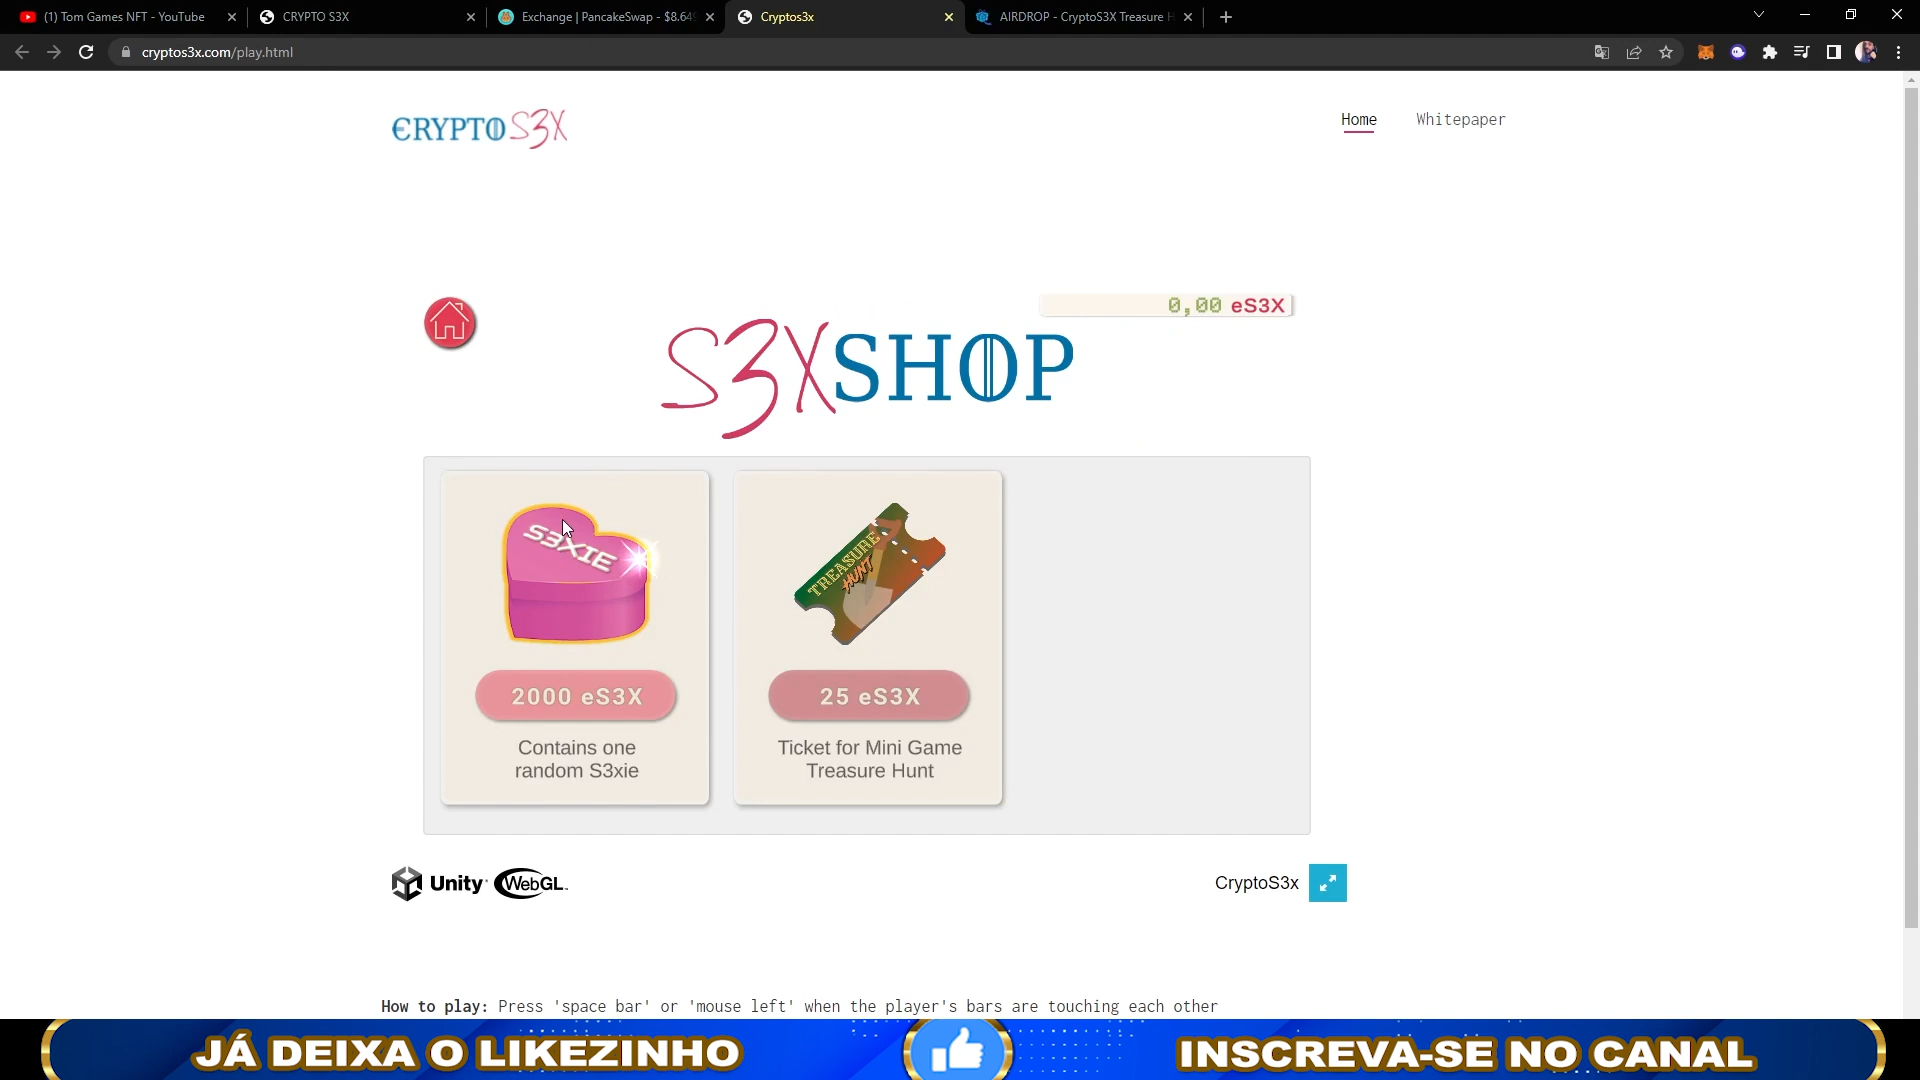 (1) Tom Games NFT - YouTube
CRYPTO S3X
Exchange | PancakeSwap - $8.649
Cryptos3x
AIRDROP - CryptoS3X Treasure H
cryptos3x.com/play.html
CRYPTO S3X
Home
Whitepaper
0,00 eS3X
S3XSHOP
S3XIE
TREASURE
HUNT
2000 eS3X
25 eS3X
Contains one
random S3xie
Ticket for Mini Game
Treasure Hunt
Unity
WebGL
CryptoS3x
How to play: Press 'space bar' or 'mouse left' when the player's bars are touching each other
JÁ DEIXA O LIKEZINHO
INSCREVA-SE NO CANAL